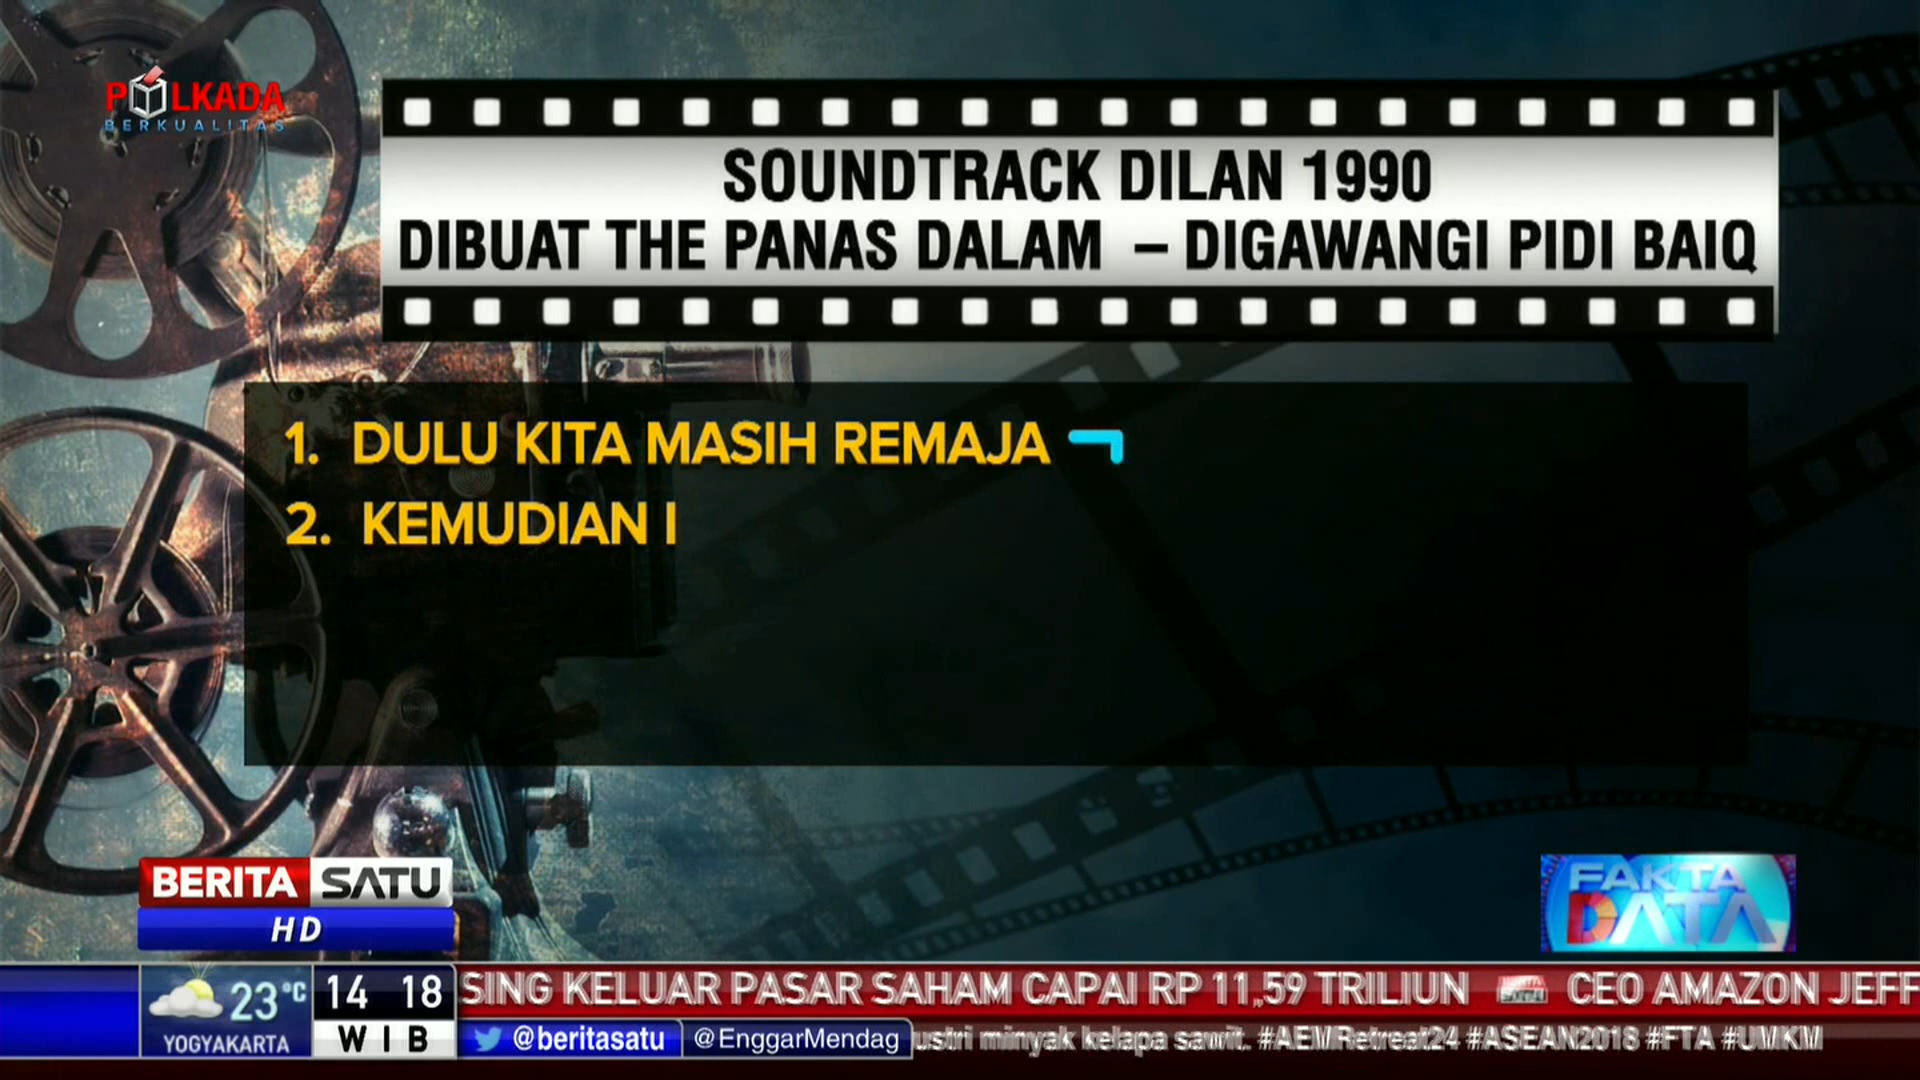 POLKADA
BERKUALITAS
SOUNDTRACK DILAN 1990
DIBUAT THE PANAS DALAM – DIGAWANGI PIDI BAIQ
1. DULU KITA MASIH REMAJA
2. KEMUDIAN I
BERITA SATU
HD
FAKTA
DATA
23°C
YOGYAKARTA
14 18
WIB
SING KELUAR PASAR SAHAM CAPAI RP 11,59 TRILIUN CEO AMAZON JEFF
@beritasatu @EnggarMendag ustri minyak kelapa sawit. #AEMRetreat24 #ASEAN2018 #FTA #UMKM